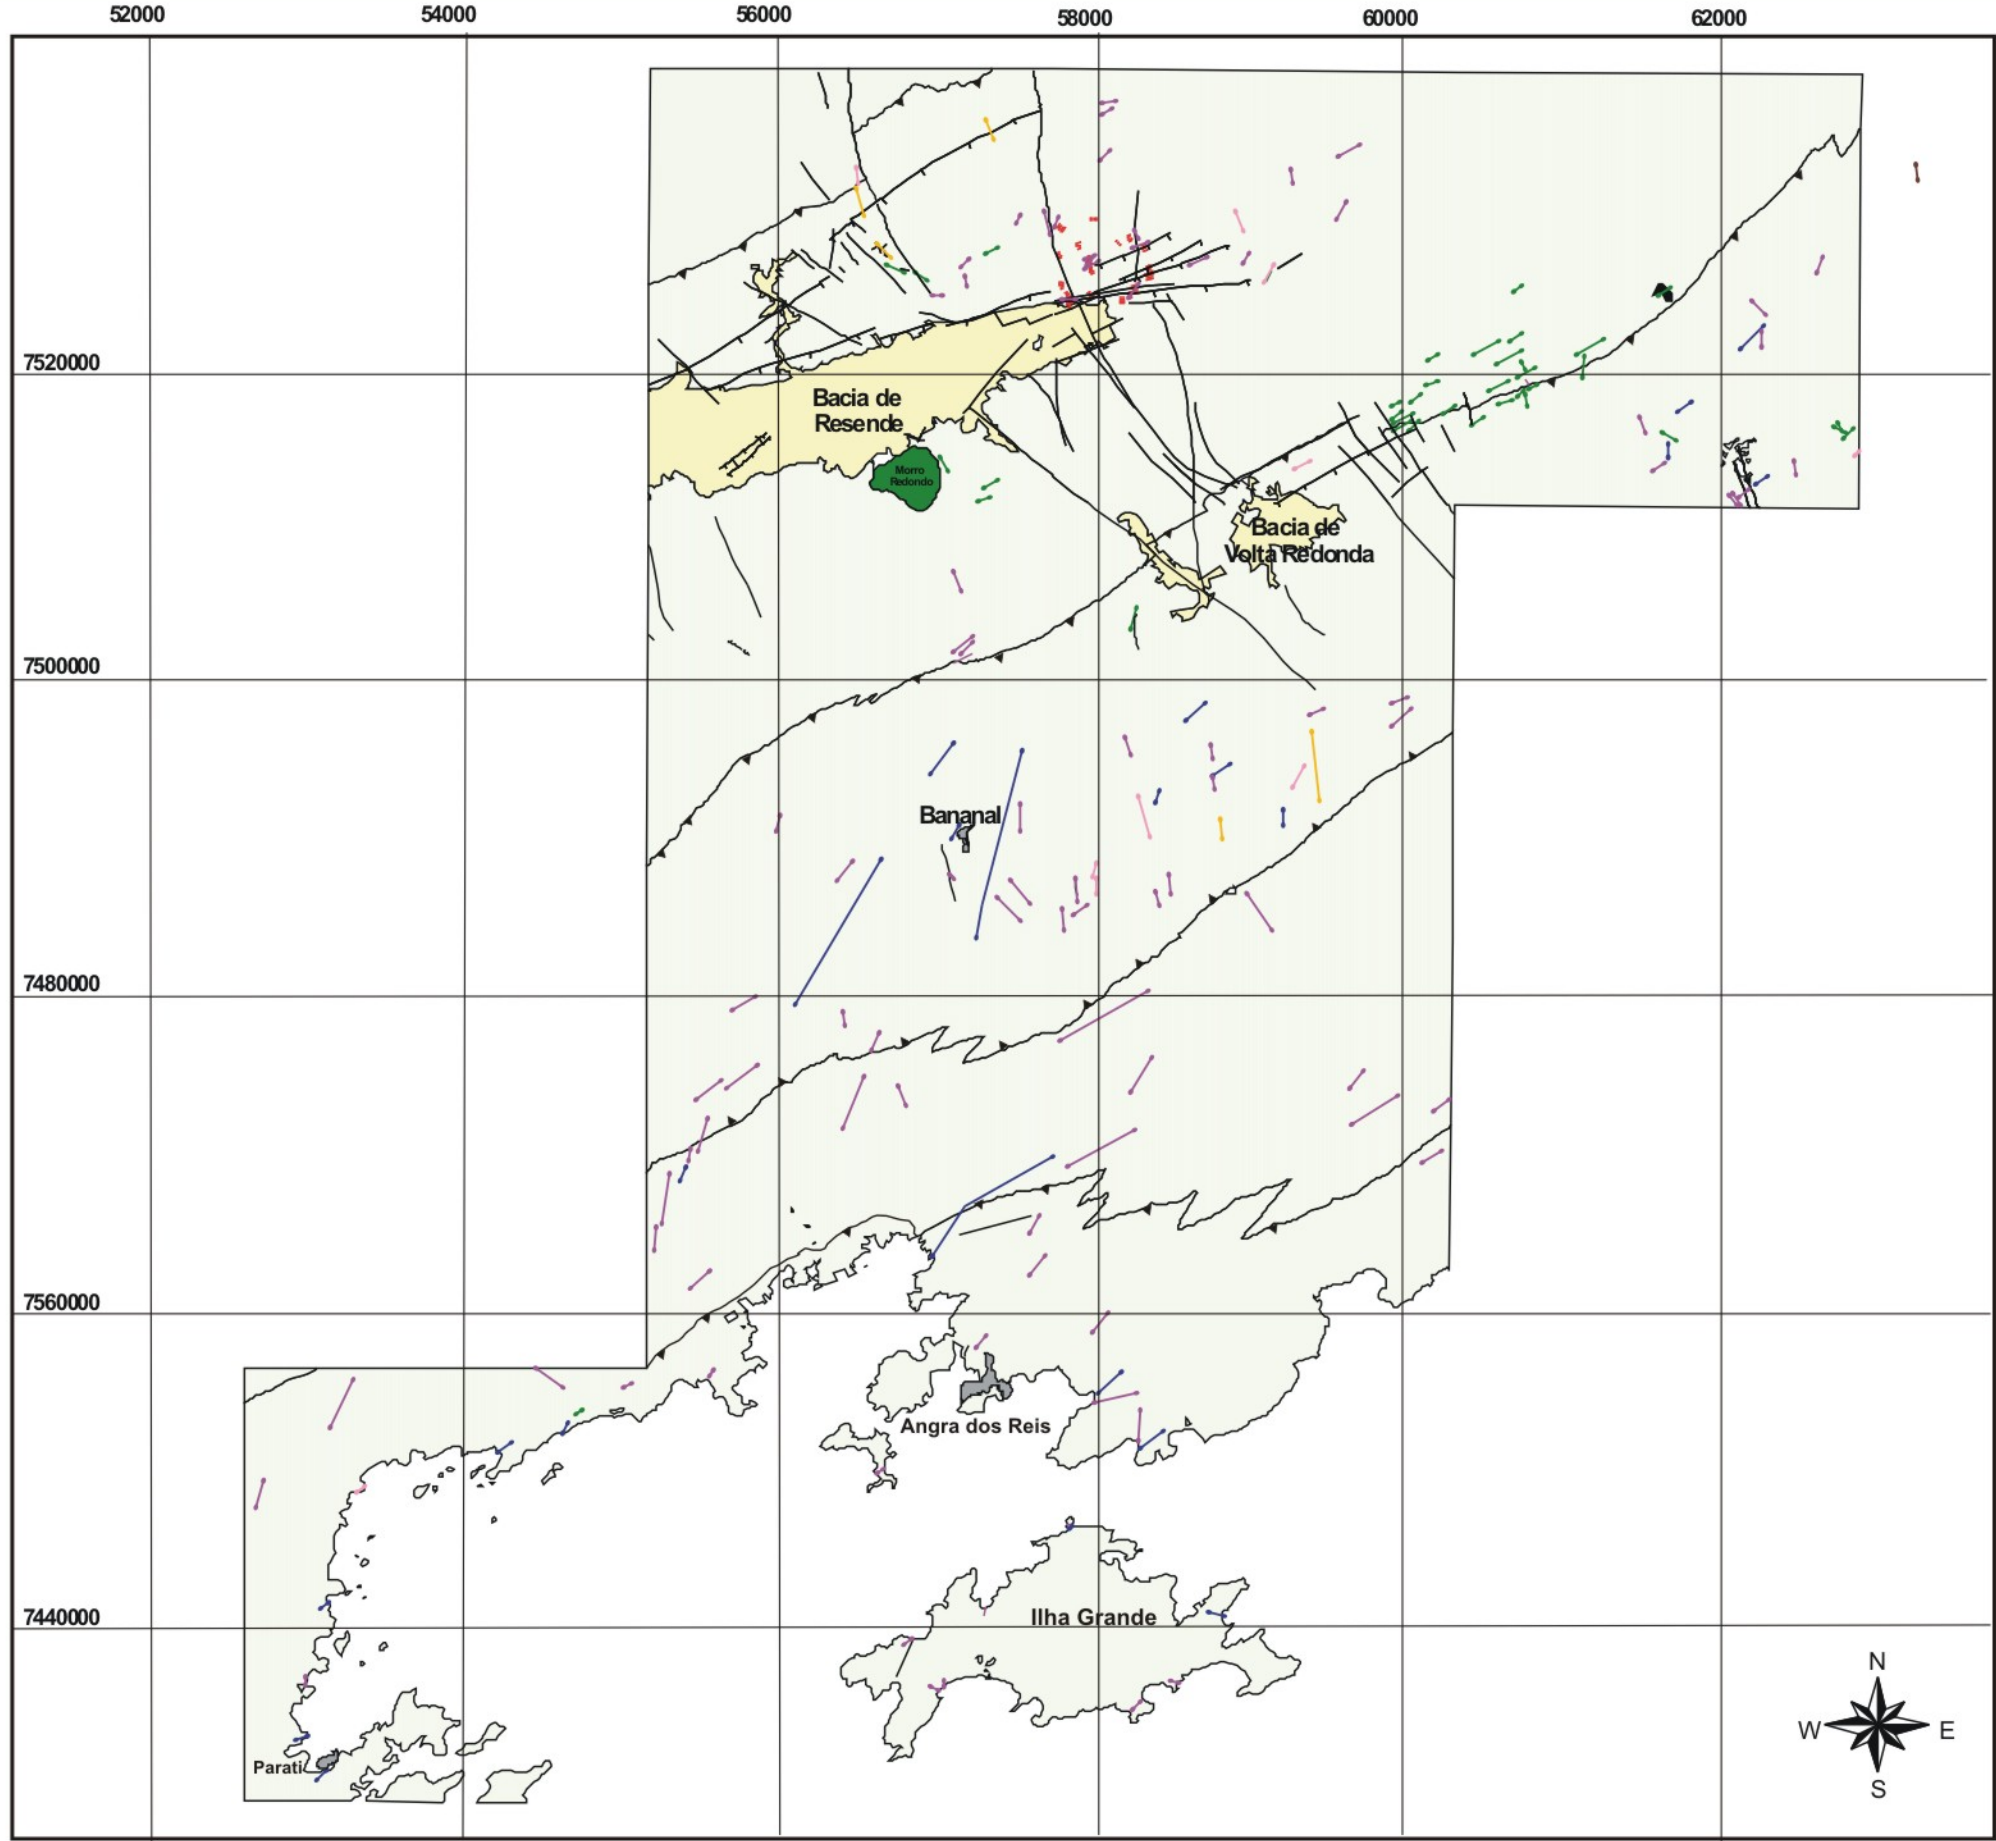 52000 54000 56000 58000 60000 62000
7520000
Bacia de
Resende
Morro
Redondo
Bacia de
Volta Redonda
7500000
Bananal
7480000
7560000
Angra dos Reis
Ilha Grande
7440000
N
W E
S
Parati